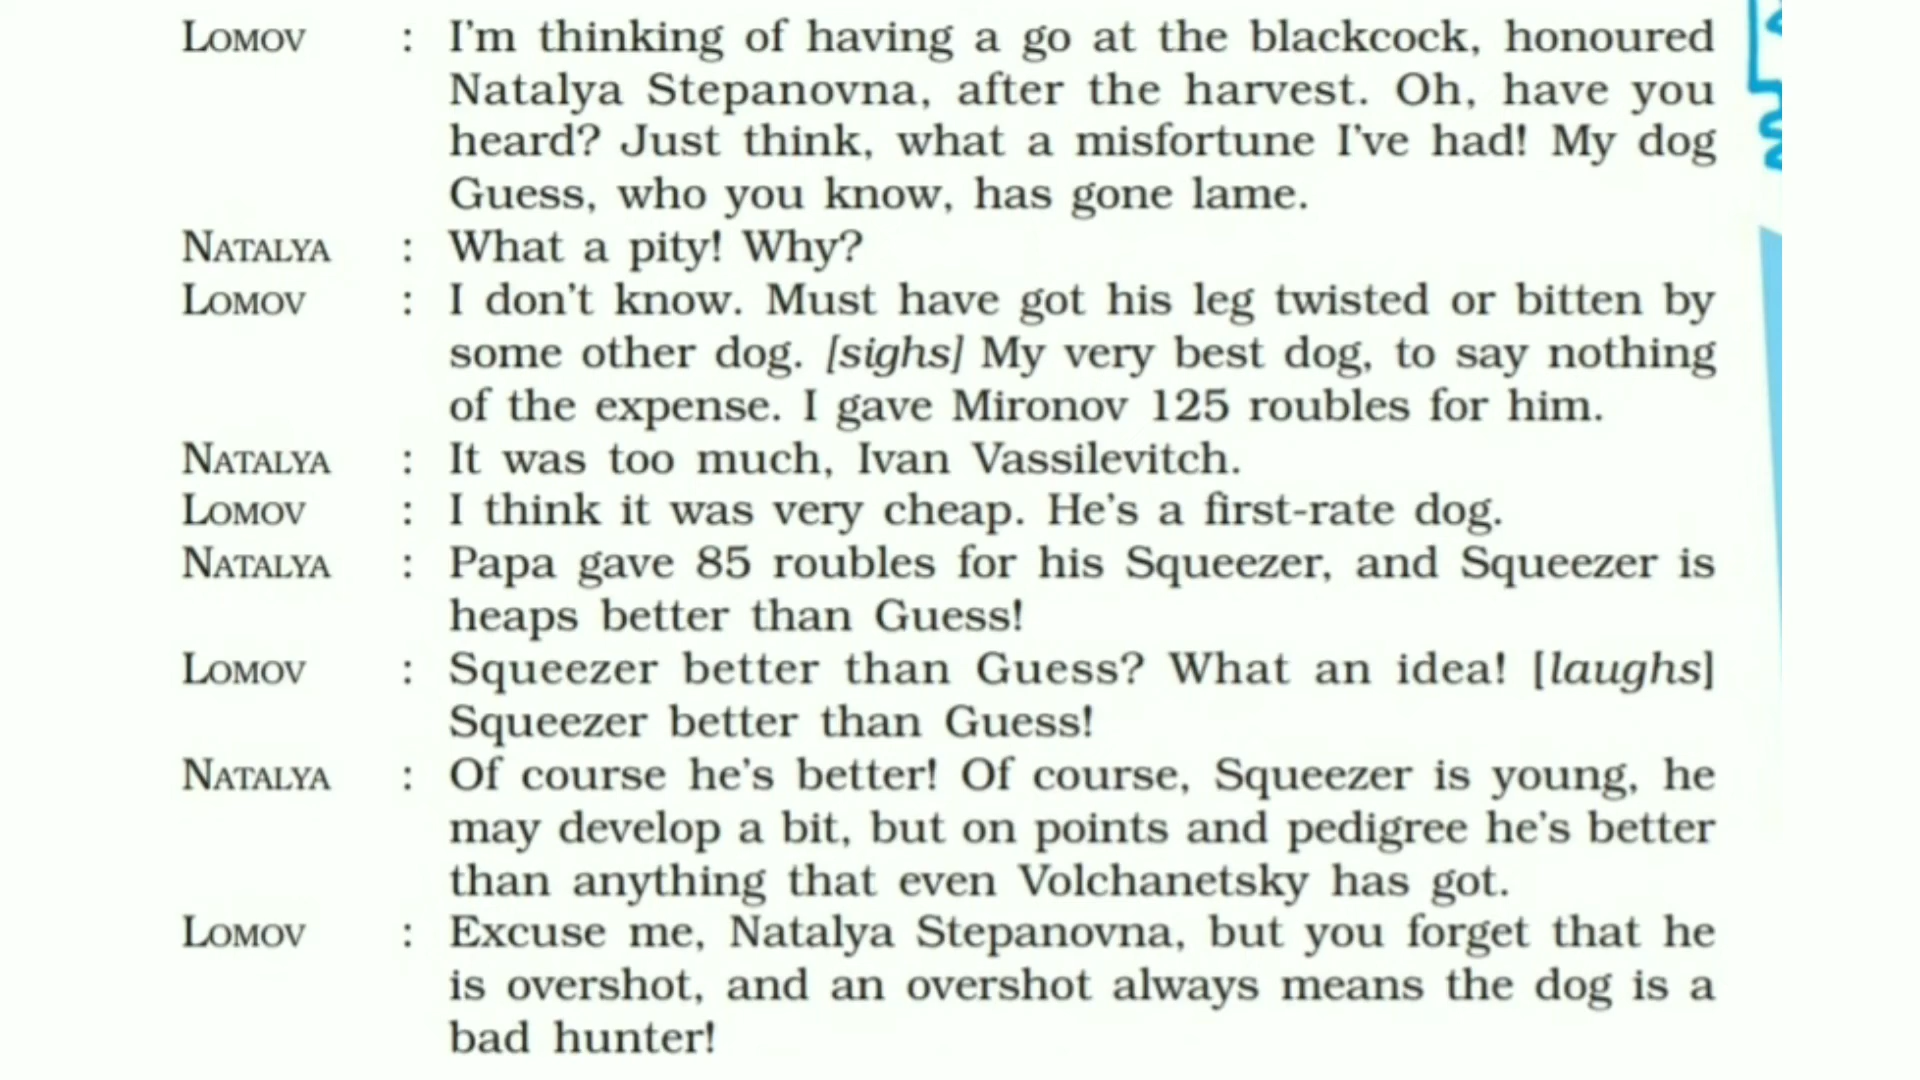 LOMOV : I'm thinking of having a go at the blackcock, honoured
Natalya Stepanovna, after the harvest. Oh, have you
heard? Just think, what a misfortune I've had! My dog
Guess, who you know, has gone lame.
NATALYA : What a pity! Why?
LOMOV : I don't know. Must have got his leg twisted or bitten by
some other dog. [sighs] My very best dog, to say nothing
of the expense. I gave Mironov 125 roubles for him.
NATALYA : It was too much, Ivan Vassilevitch.
LOMOV : I think it was very cheap. He's a first-rate dog.
NATALYA : Papa gave 85 roubles for his Squeezer, and Squeezer is
heaps better than Guess!
LOMOV : Squeezer better than Guess? What an idea! [laughs]
Squeezer better than Guess!
NATALYA : Of course he's better! Of course, Squeezer is young, he
may develop a bit, but on points and pedigree he's better
than anything that even Volchanetsky has got.
LOMOV : Excuse me, Natalya Stepanovna, but you forget that he
is overshot, and an overshot always means the dog is a
bad hunter!